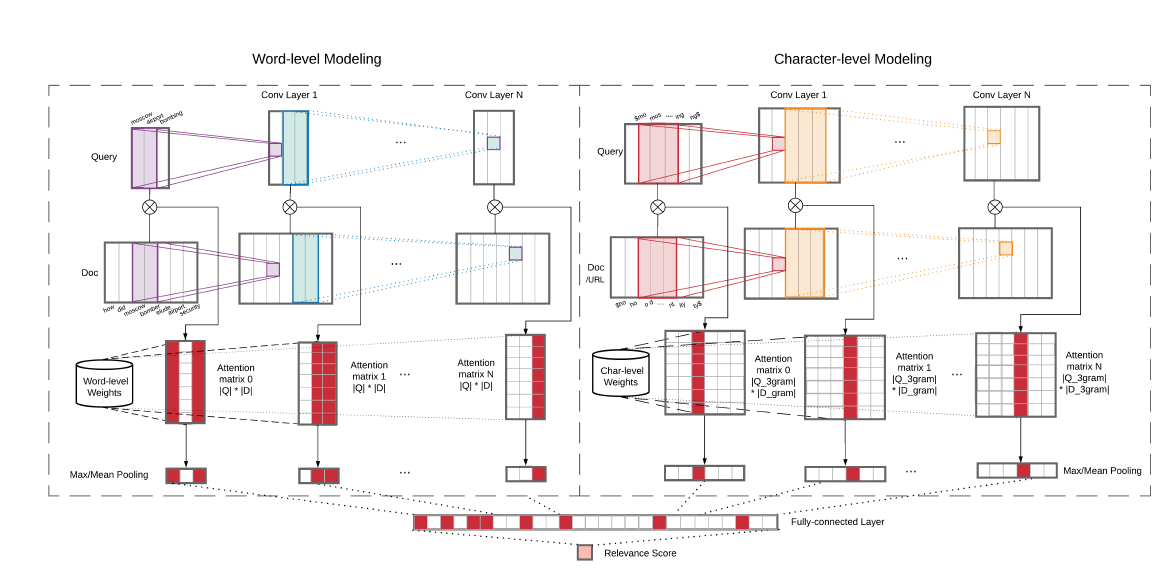 Word-level Modeling
Character-level Modeling
Conv Layer 1
Conv Layer N
Conv Layer 1
Conv Layer N
moscow
airport
bombing
$mo
mos
...
ing
ng$
Query
...
Query
...
Doc
...
Doc
/URL
...
how
did
moscow
bomber
elude
airport
security
$ho
ho
o d
...
rit
ity
ty$
Word-level
Weights
Attention
matrix 0
|Q| * |D|
Attention
matrix 1
|Q| * |D|
...
Attention
matrix N
|Q| * |D|
Char-level
Weights
Attention
matrix 0
|Q_3gram|
* |D_gram|
Attention
matrix 1
|Q_3gram|
* |D_gram|
...
Attention
matrix N
|Q_3gram|
* |D_3gram|
Max/Mean Pooling
...
...
Max/Mean Pooling
Fully-connected Layer
Relevance Score